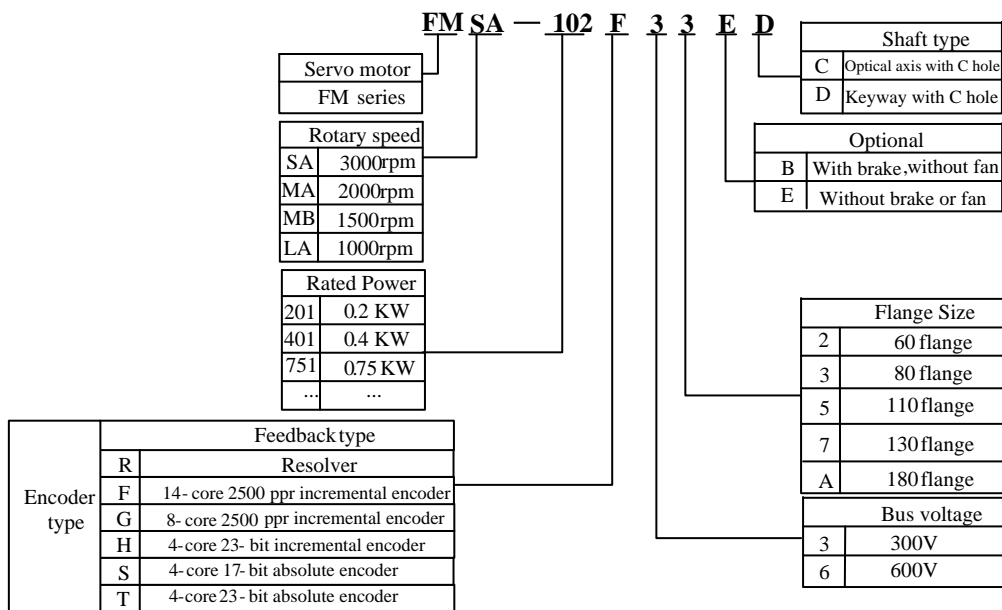 FMSA — 102 F 3 3 E D
Servo motor
FM series
Rotary speed
SA 3000rpm
MA 2000rpm
MB 1500rpm
LA 1000rpm
Rated Power
201 0.2 KW
401 0.4 KW
751 0.75 KW
... ...
Encoder type
Feedback type
R Resolver
F 14- core 2500 ppr incremental encoder
G 8- core 2500 ppr incremental encoder
H 4-core 23- bit incremental encoder
S 4-core 17-bit absolute encoder
T 4-core 23-bit absolute encoder
Shaft type
C Optical axis with C hole
D Keyway with C hole
Optional
B With brake,without fan
E Without brake or fan
Flange Size
2 60 flange
3 80 flange
5 110 flange
7 130 flange
A 180 flange
Bus voltage
3 300V
6 600V